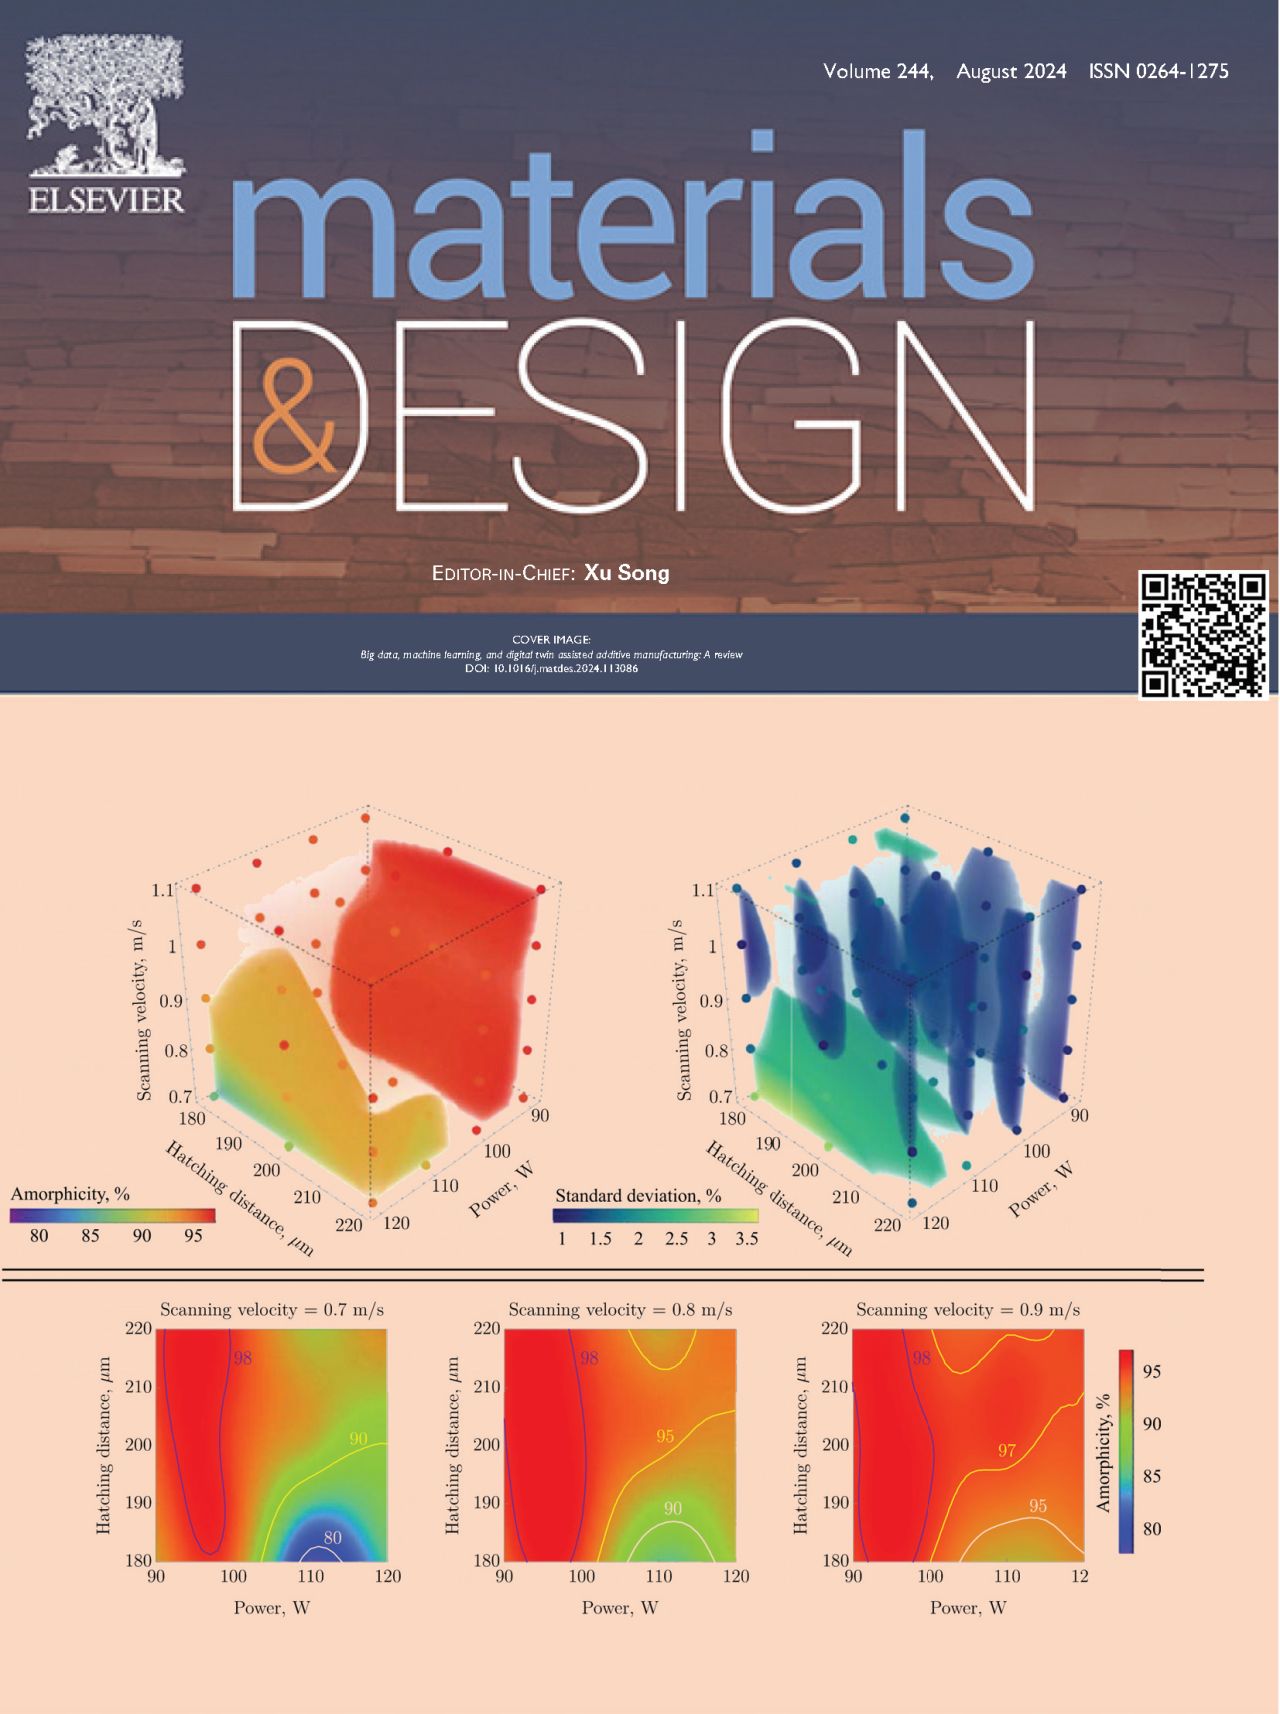 Volume 244, August 2024 ISSN 0264-1275
ELSEVIER
materials
& DESIGN
EDITOR-IN-CHIEF: Xu Song
COVER IMAGE:
Big data, machine learning, and digital twin assisted additive manufacturing: A review
DOI: 10.1016/j.matdes.2024.113086
1.1
1
0.9
0.8
0.7
Scanning velocity, m/s
180
190
200
210
220
Hatching distance, μm
90
100
110
120
Power, W
Amorphicity, %
80 85 90 95
1.1
1
0.9
0.8
0.7
Scanning velocity, m/s
180
190
200
210
220
Hatching distance, μm
90
100
110
120
Power, W
Standard deviation, %
1 1.5 2 2.5 3 3.5
Scanning velocity = 0.7 m/s
220
210
200
190
180
Hatching distance, μm
98
90
80
90 100 110 120
Power, W
Scanning velocity = 0.8 m/s
220
210
200
190
180
Hatching distance, μm
98
95
90
90 100 110 120
Power, W
Scanning velocity = 0.9 m/s
220
210
200
190
180
Hatching distance, μm
98
97
95
90 100 110 12
Power, W
Amorphicity, %
95
90
85
80